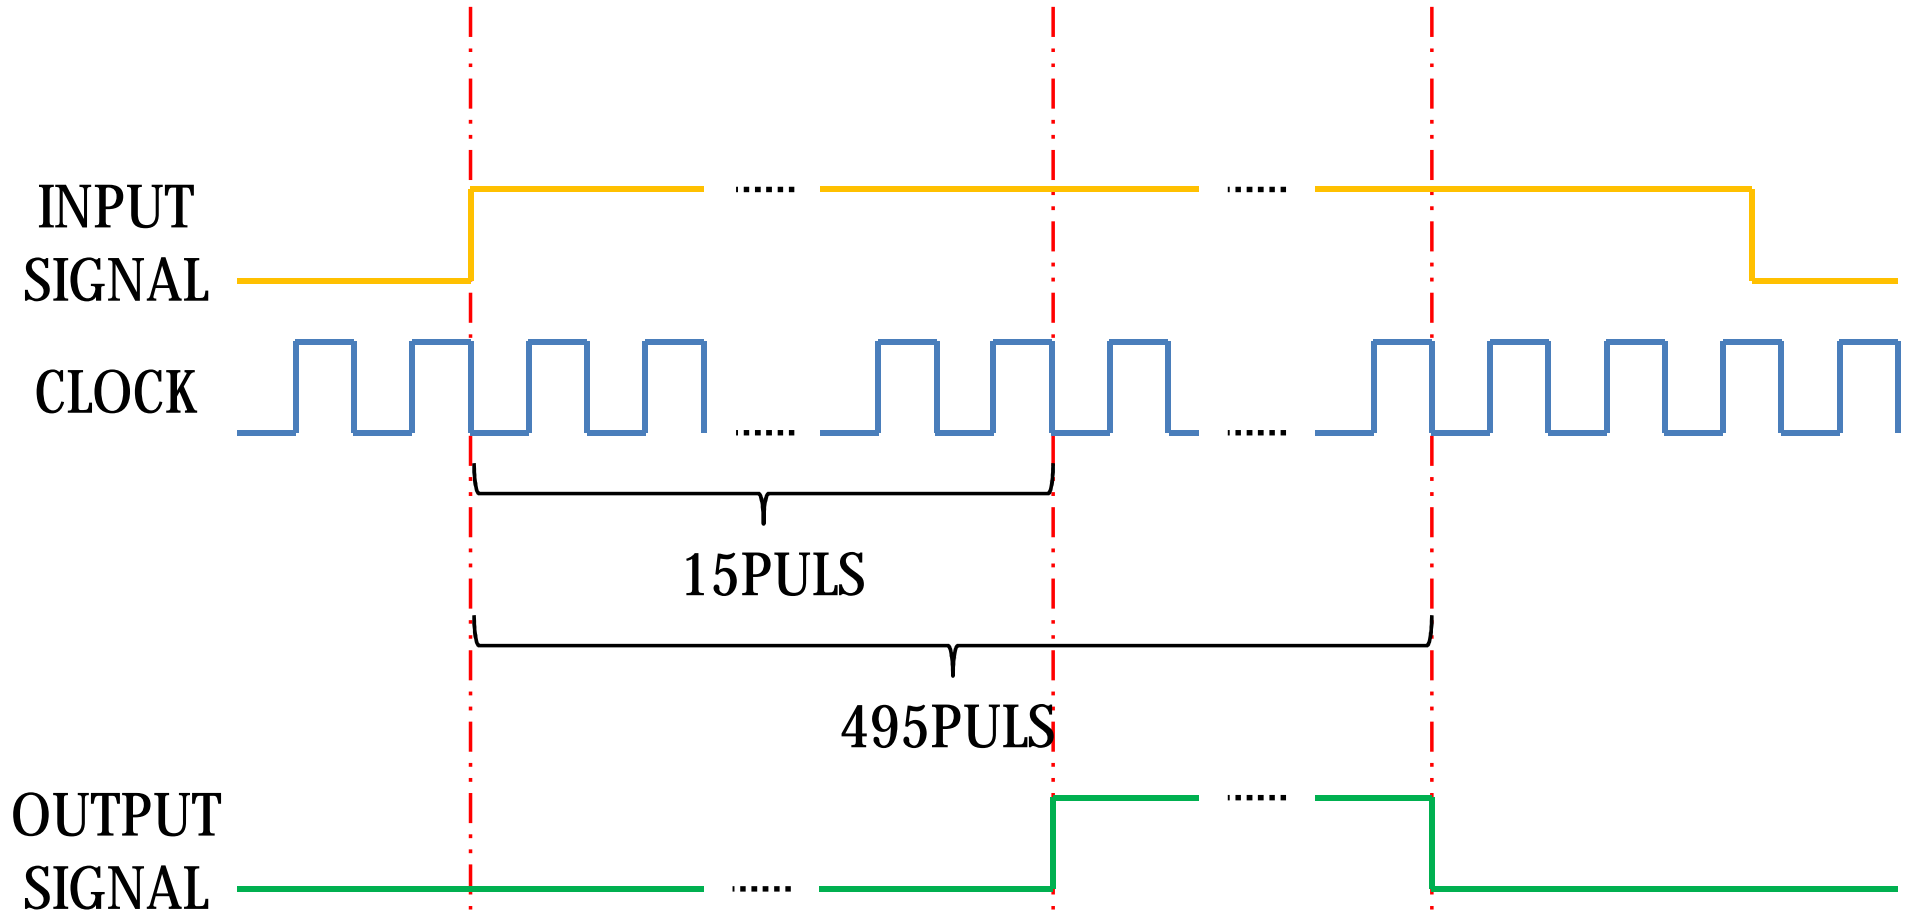 INPUT
SIGNAL
CLOCK
15PULS
495PULS
OUTPUT
SIGNAL